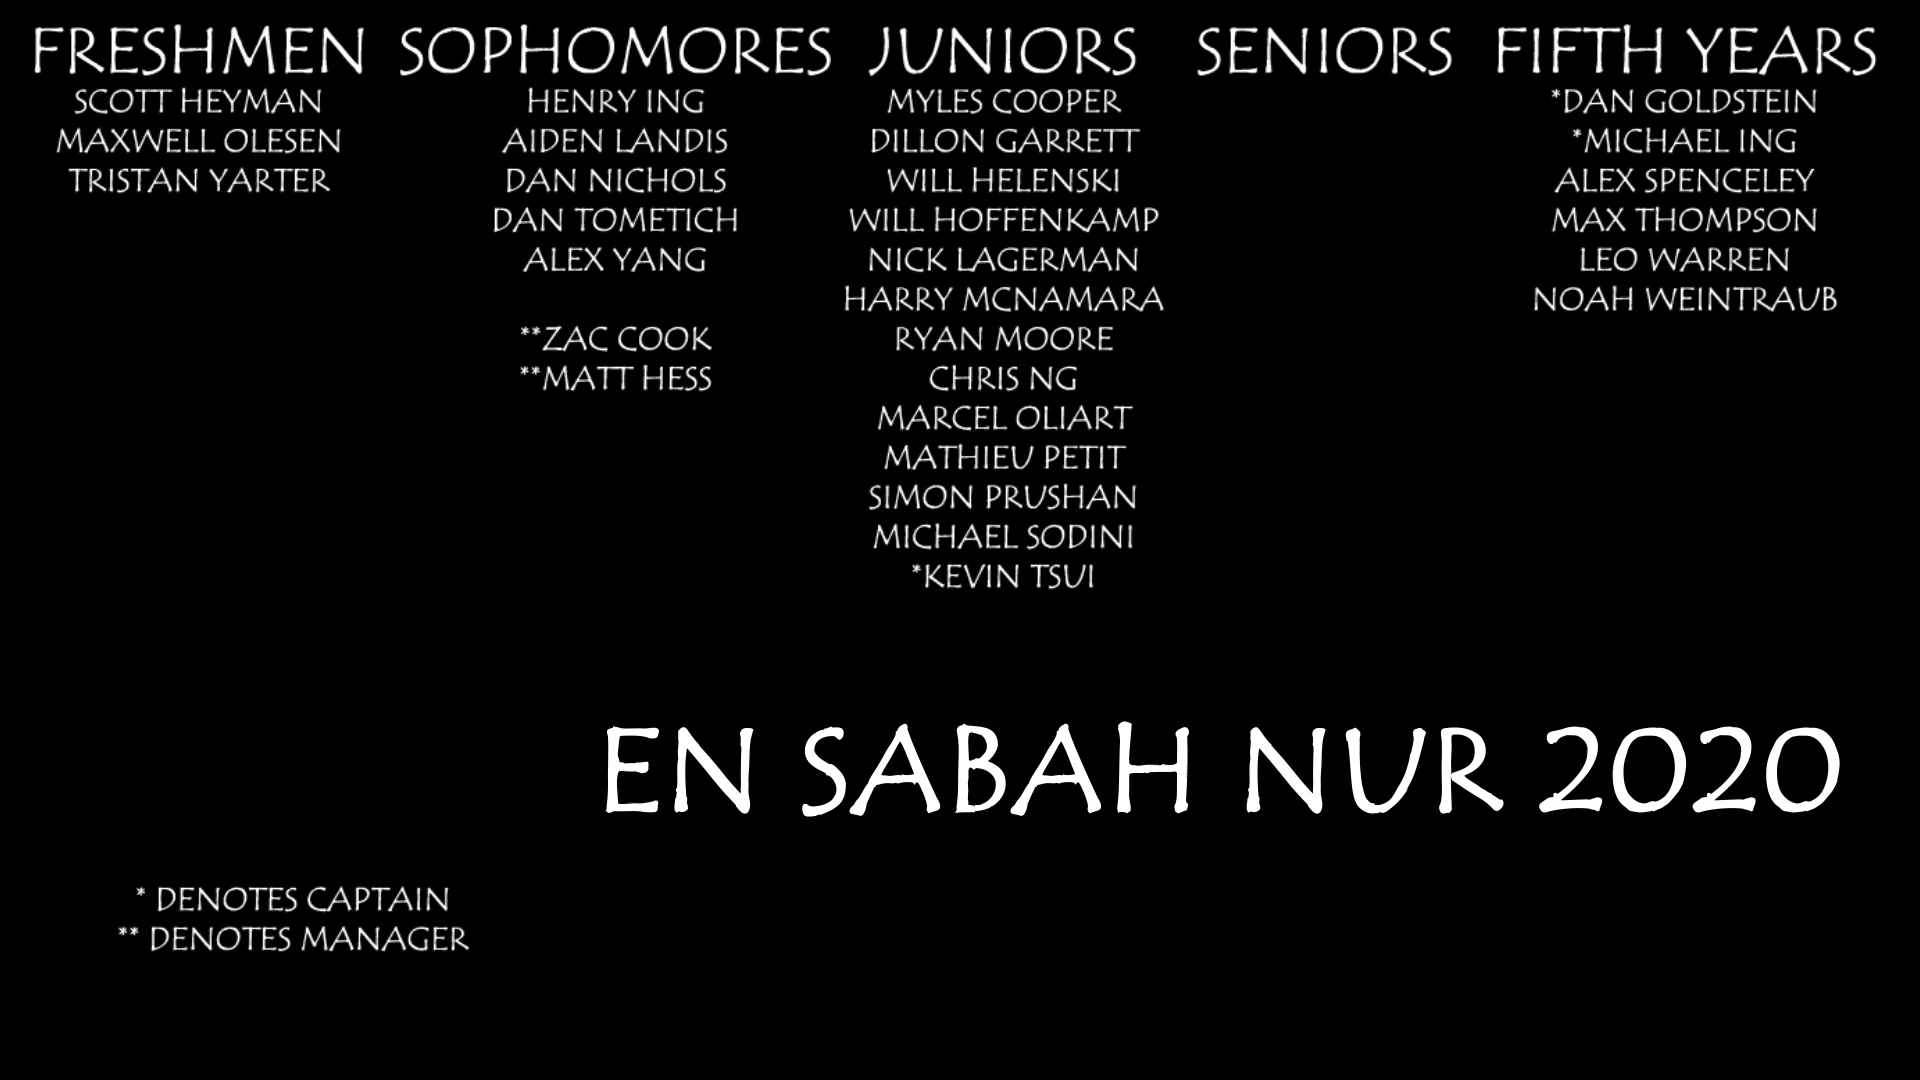 FRESHMEN
SCOTT HEYMAN
MAXWELL OLESEN
TRISTAN YARTER
SOPHOMORES
HENRY ING
AIDEN LANDIS
DAN NICHOLS
DAN TOMETICH
ALEX YANG
**ZAC COOK
**MATT HESS
JUNIORS
MYLES COOPER
DILLON GARRETT
WILL HELENSKI
WILL HOFFENKAMP
NICK LAGERMAN
HARRY MCNAMARA
RYAN MOORE
CHRIS NG
MARCEL OLIART
MATHIEU PETIT
SIMON PRUSHAN
MICHAEL SODINI
*KEVIN TSUI
SENIORS
FIFTH YEARS
*DAN GOLDSTEIN
*MICHAEL ING
ALEX SPENCELEY
MAX THOMPSON
LEO WARREN
NOAH WEINTRAUB
EN SABAH NUR 2020
* DENOTES CAPTAIN
** DENOTES MANAGER